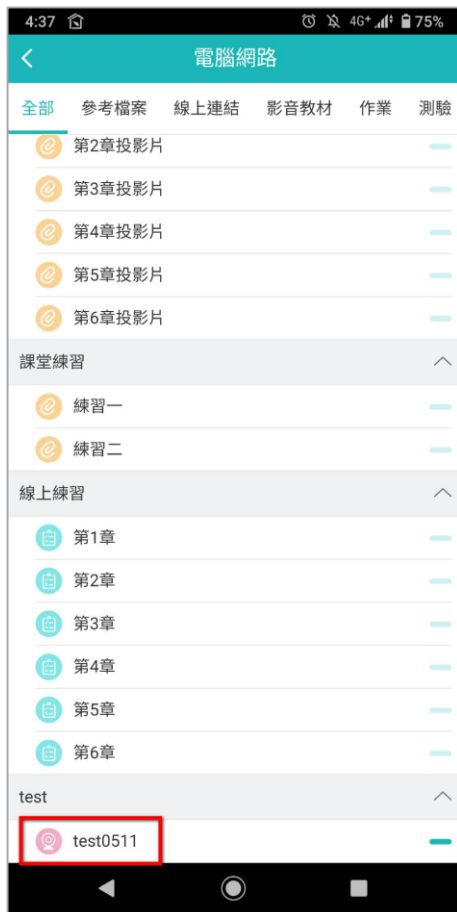 4:37 4G+ 75%
電腦網路
全部 參考檔案 線上連結 影音教材 作業 測驗
第2章投影片
第3章投影片
第4章投影片
第5章投影片
第6章投影片
課堂練習
練習一
練習二
線上練習
第1章
第2章
第3章
第4章
第5章
第6章
test
test0511